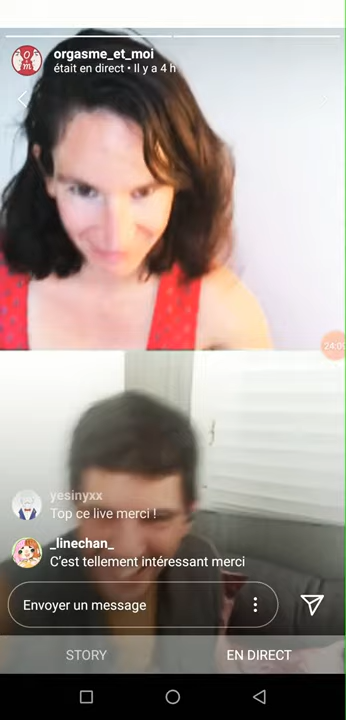 orgasme_et_moi
était en direct • Il y a 4 h
yesinyxx
Top ce live merci !
_linechan_
C'est tellement intéressant merci
Envoyer un message
STORY
EN DIRECT